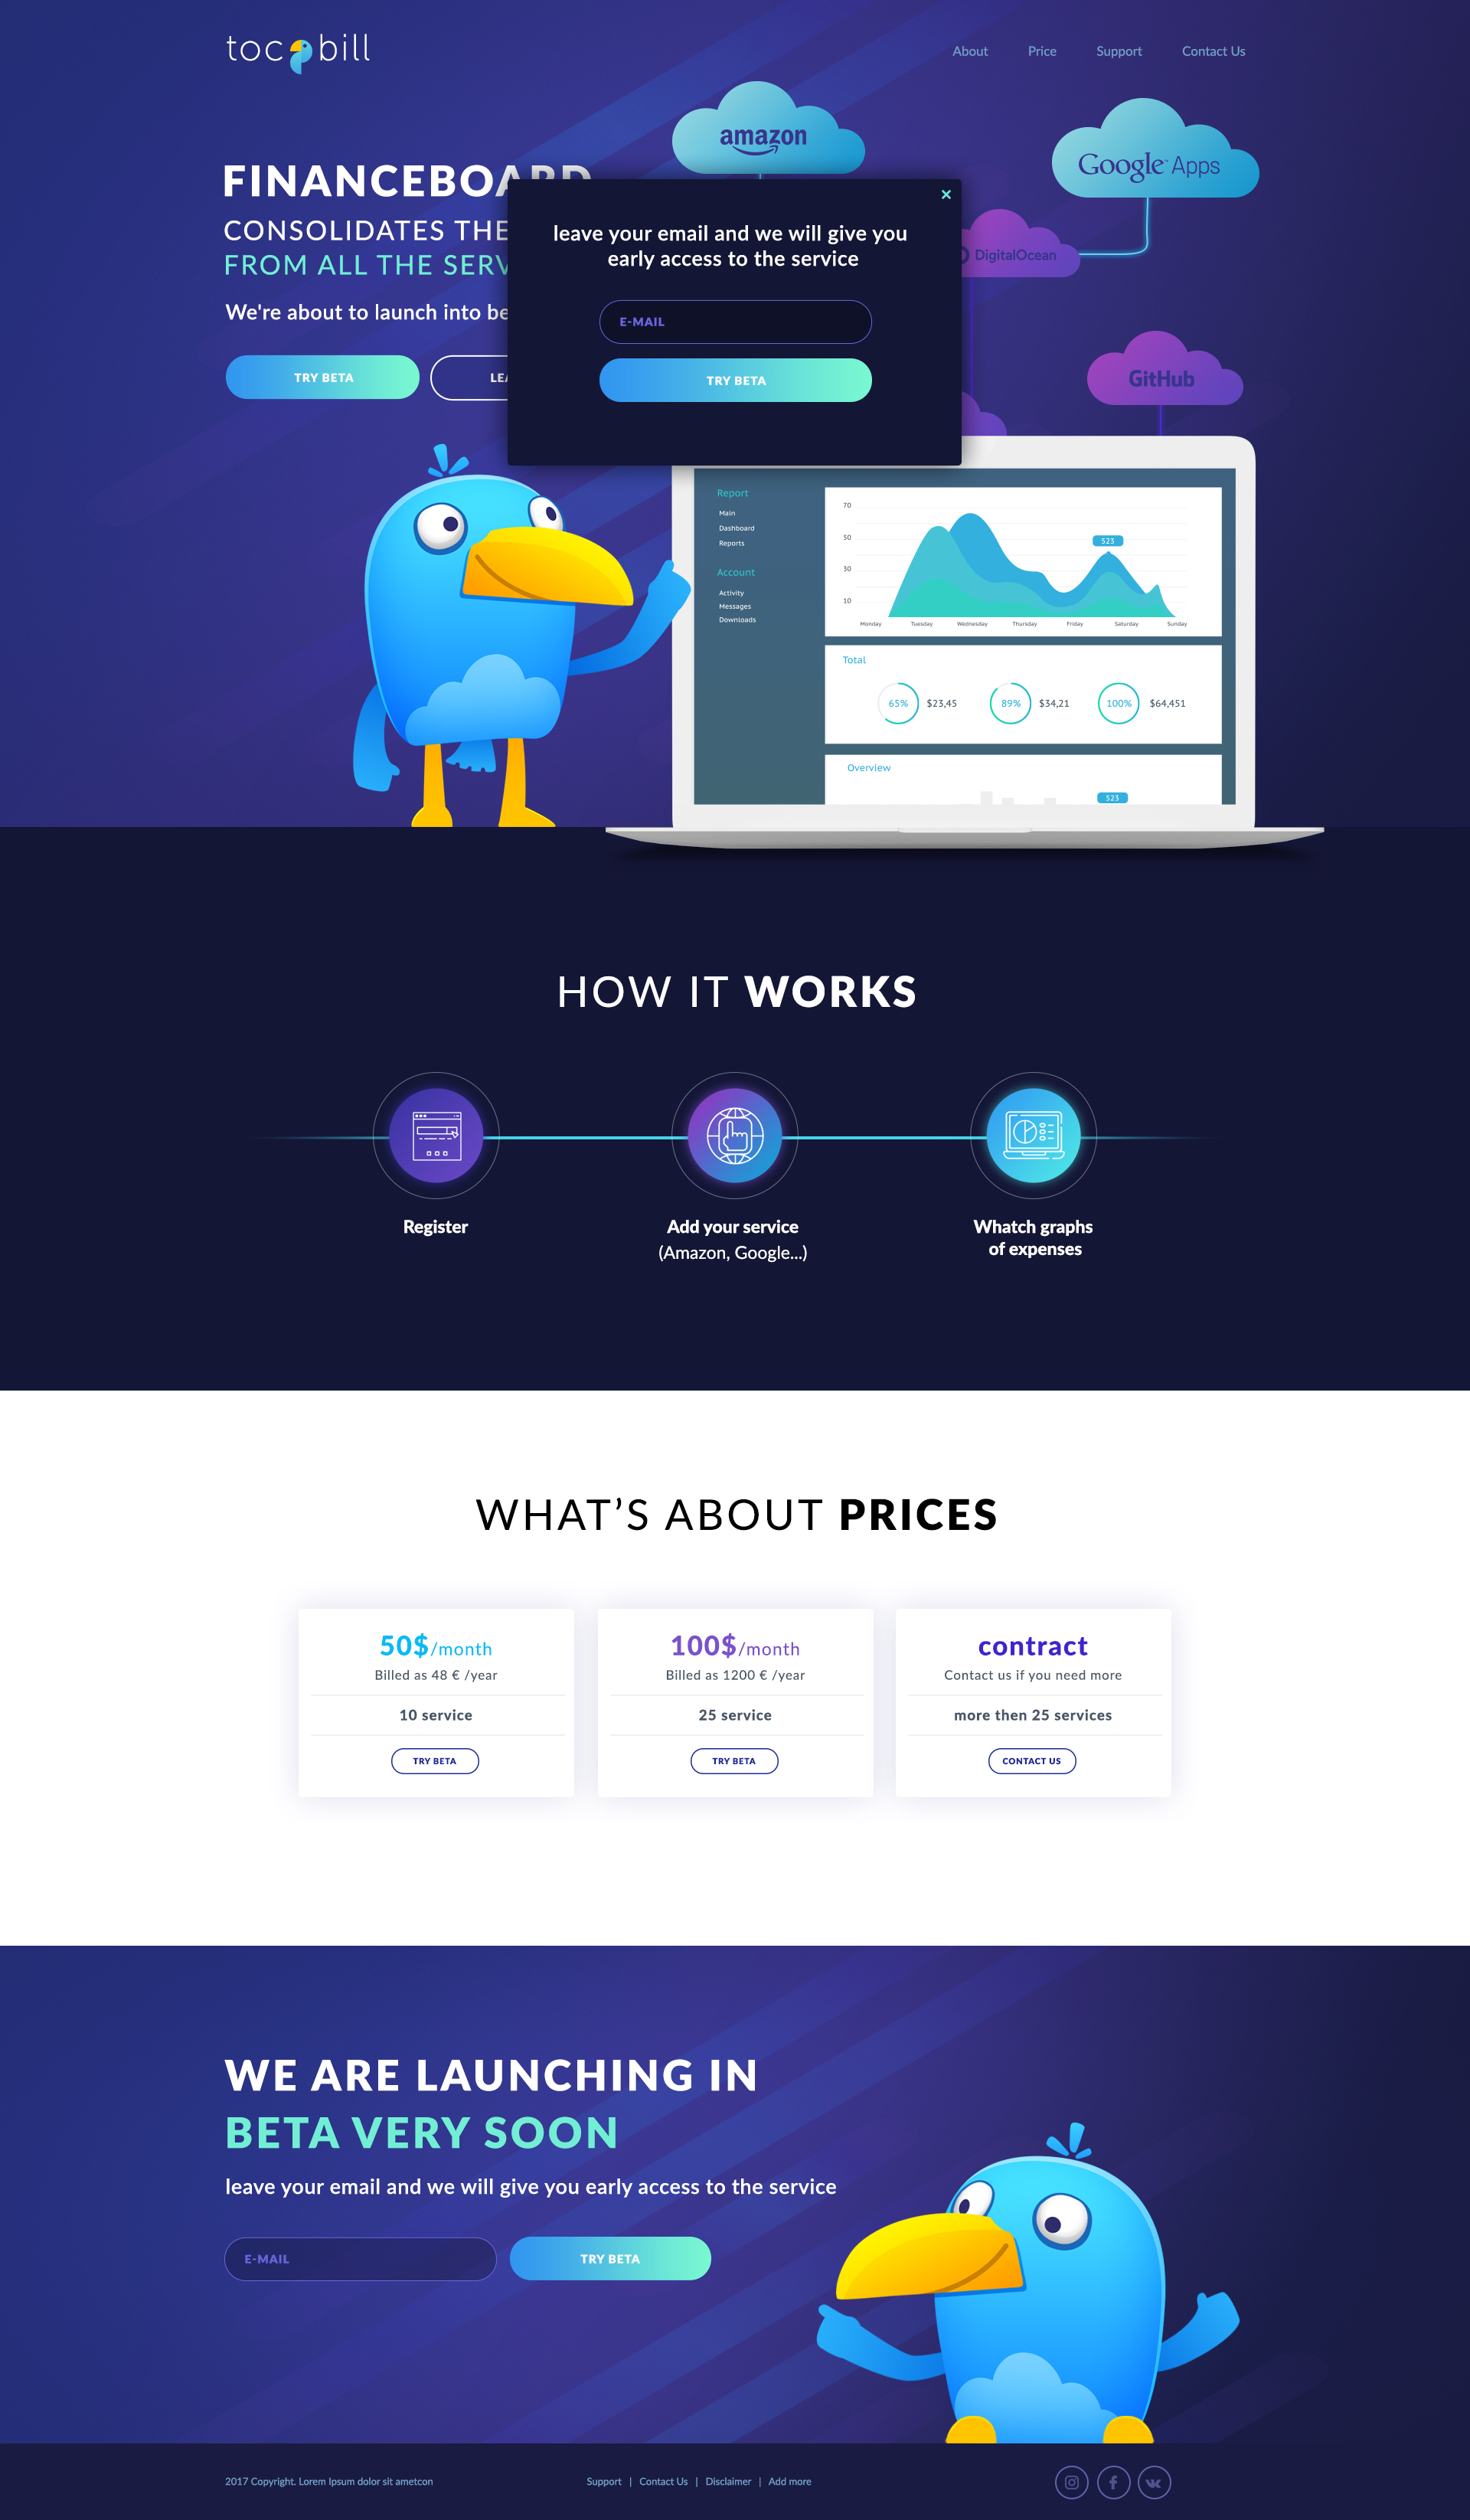 toc bill
About Price Support Contact Us
amazon
Google Apps
DigitalOcean
GitHub
FINANCEBOARD
CONSOLIDATES THE
FROM ALL THE SERV
We're about to launch into be
TRY BETA
LEA
×
leave your email and we will give you
early access to the service
E-MAIL
TRY BETA
Report
Main
Dashboard
Reports
Account
Activity
Messages
Downloads
70
50
30
10
523
Monday Tuesday Wednesday Thursday Friday Saturday Sunday
Total
65% $23,45 89% $34,21 100% $64,451
Overview
523
HOW IT WORKS
Register
Add your service
(Amazon, Google...)
Whatch graphs
of expenses
WHAT’S ABOUT PRICES
50$/month
Billed as 48 € /year
10 service
TRY BETA
100$/month
Billed as 1200 € /year
25 service
TRY BETA
contract
Contact us if you need more
more then 25 services
CONTACT US
WE ARE LAUNCHING IN
BETA VERY SOON
leave your email and we will give you early access to the service
E-MAIL
TRY BETA
2017 Copyright. Lorem Ipsum dolor sit ametcon
Support | Contact Us | Disclaimer | Add more